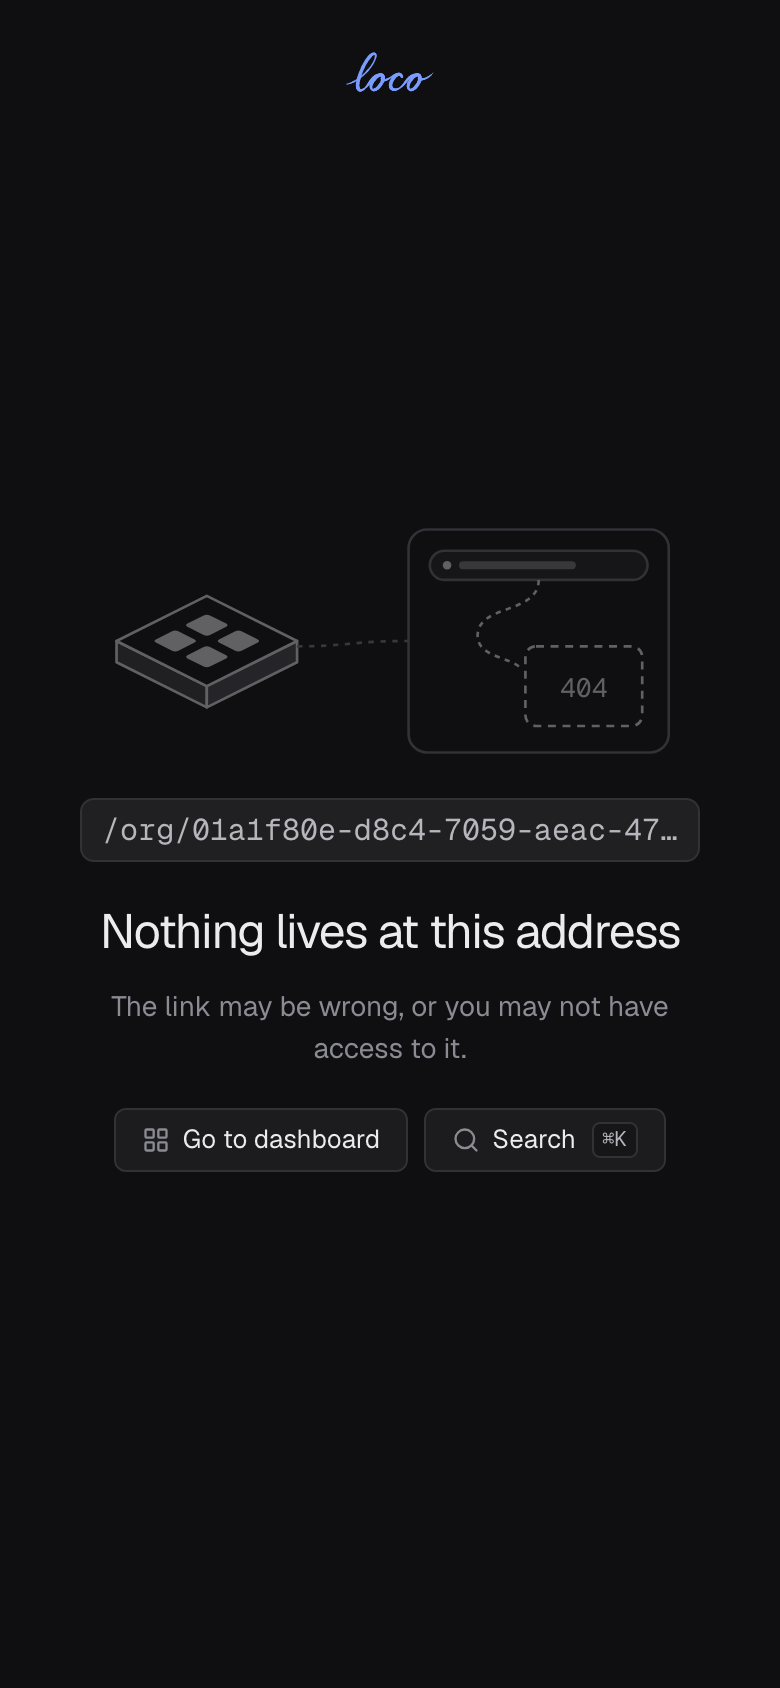 loco
404
/org/01a1f80e-d8c4-7059-aeac-47…
Nothing lives at this address
The link may be wrong, or you may not have
access to it.
Go to dashboard
Search ⌘K